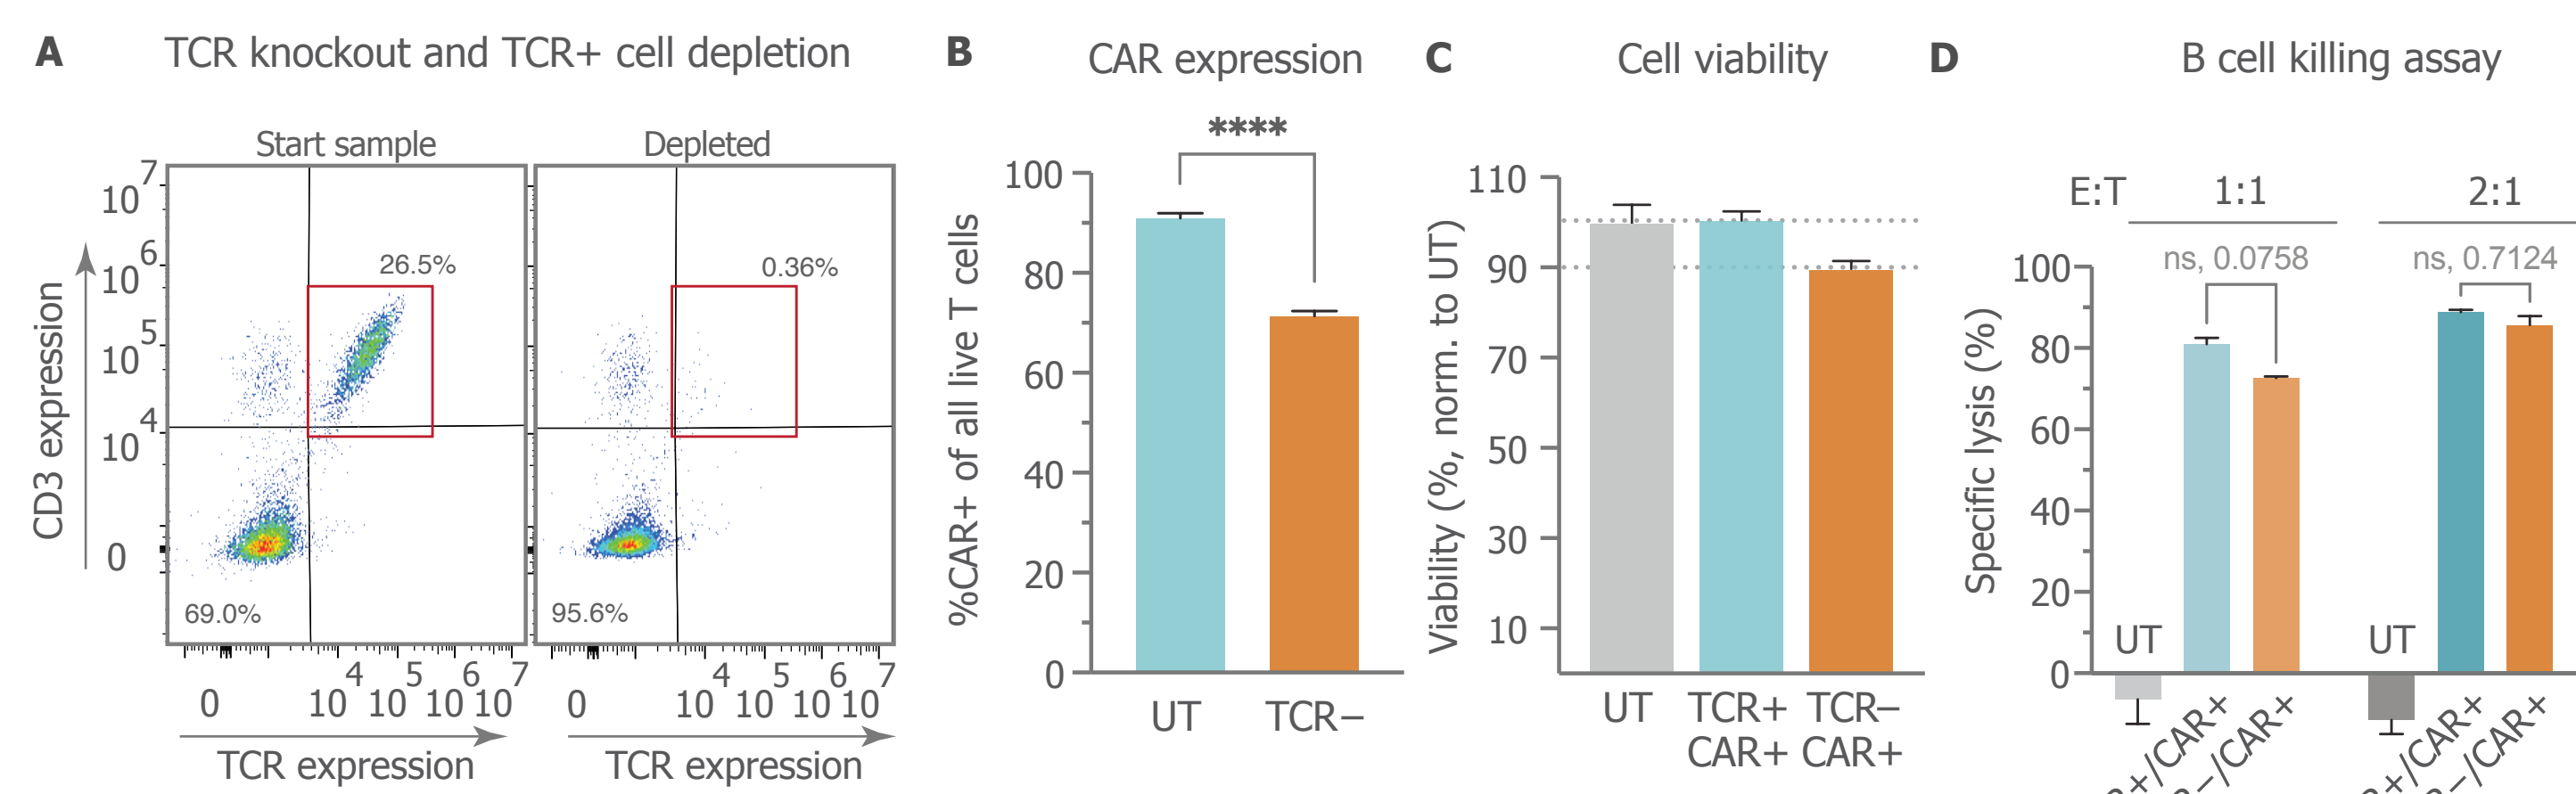 A
TCR knockout and TCR+ cell depletion
Start sample
Depleted
10^7
10^6
10^5
10^4
0
CD3 expression
26.5%
69.0%
0.36%
95.6%
0 10^4 10^5 10^6 10^7
0 10^4 10^5 10^6 10^7
TCR expression
TCR expression
B
CAR expression
****
%CAR+ of all live T cells
100
80
60
40
20
0
UT
TCR−
C
Cell viability
Viability (%, norm. to UT)
110
90
70
50
30
10
UT
TCR+
CAR+
TCR−
CAR+
D
B cell killing assay
E:T
1:1
2:1
ns, 0.0758
ns, 0.7124
Specific lysis (%)
100
80
60
40
20
0
UT
UT
+/CAR+
−/CAR+
+/CAR+
−/CAR+